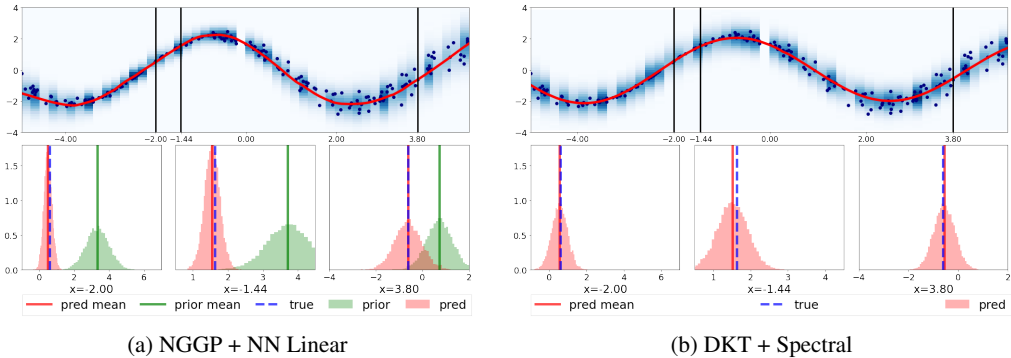 4
2
0
−2
−4
−4.00 −2.00 −1.44 0.00 2.00 3.80
1.5
1.0
0.5
0.0
0 2 4 6
1 2 3 4
−4 −2 0 2
x=-2.00 x=-1.44 x=3.80
pred mean prior mean true prior pred
(a) NGGP + NN Linear
4
2
0
−2
−4
−4.00 −2.00 −1.44 0.00 2.00 3.80
1.5
1.0
0.5
0.0
0 2 4 6
1 2 3 4
−4 −2 0 2
x=-2.00 x=-1.44 x=3.80
pred mean true pred
(b) DKT + Spectral